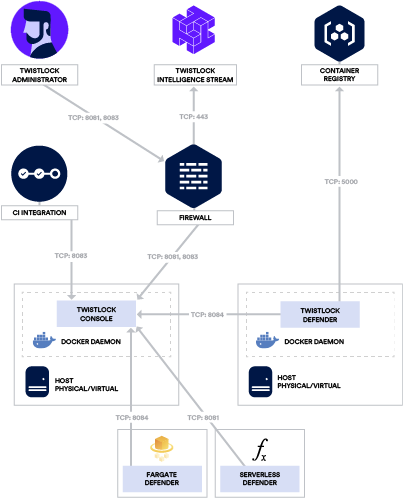 TWISTLOCK
ADMINISTRATOR
TWISTLOCK
INTELLIGENCE STREAM
CONTAINER
REGISTRY
TCP: 8081, 8083
TCP: 443
TCP: 5000
CI INTEGRATION
FIREWALL
TCP: 8083
TCP: 8081, 8083
TWISTLOCK
CONSOLE
TCP: 8084
TWISTLOCK
DEFENDER
DOCKER DAEMON
DOCKER DAEMON
HOST
PHYSICAL/VIRTUAL
HOST
PHYSICAL/VIRTUAL
TCP: 8084
TCP: 8081
fx
FARGATE
DEFENDER
SERVERLESS
DEFENDER